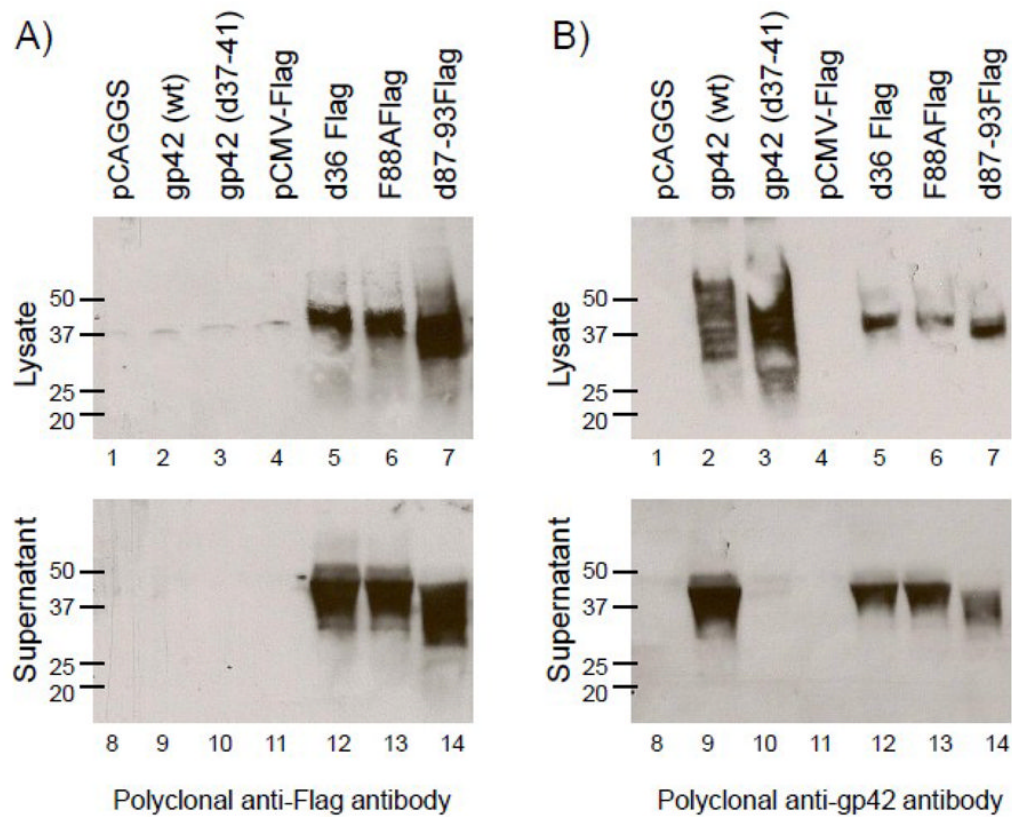 A)
pCAGGS
gp42 (wt)
gp42 (d37-41)
pCMV-Flag
d36 Flag
F88AFlag
d87-93Flag
Lysate
50
37
25
20
1 2 3 4 5 6 7
Supernatant
50
37
25
20
8 9 10 11 12 13 14
Polyclonal anti-Flag antibody
B)
pCAGGS
gp42 (wt)
gp42 (d37-41)
pCMV-Flag
d36 Flag
F88AFlag
d87-93Flag
Lysate
50
37
25
20
1 2 3 4 5 6 7
Supernatant
50
37
25
20
8 9 10 11 12 13 14
Polyclonal anti-gp42 antibody